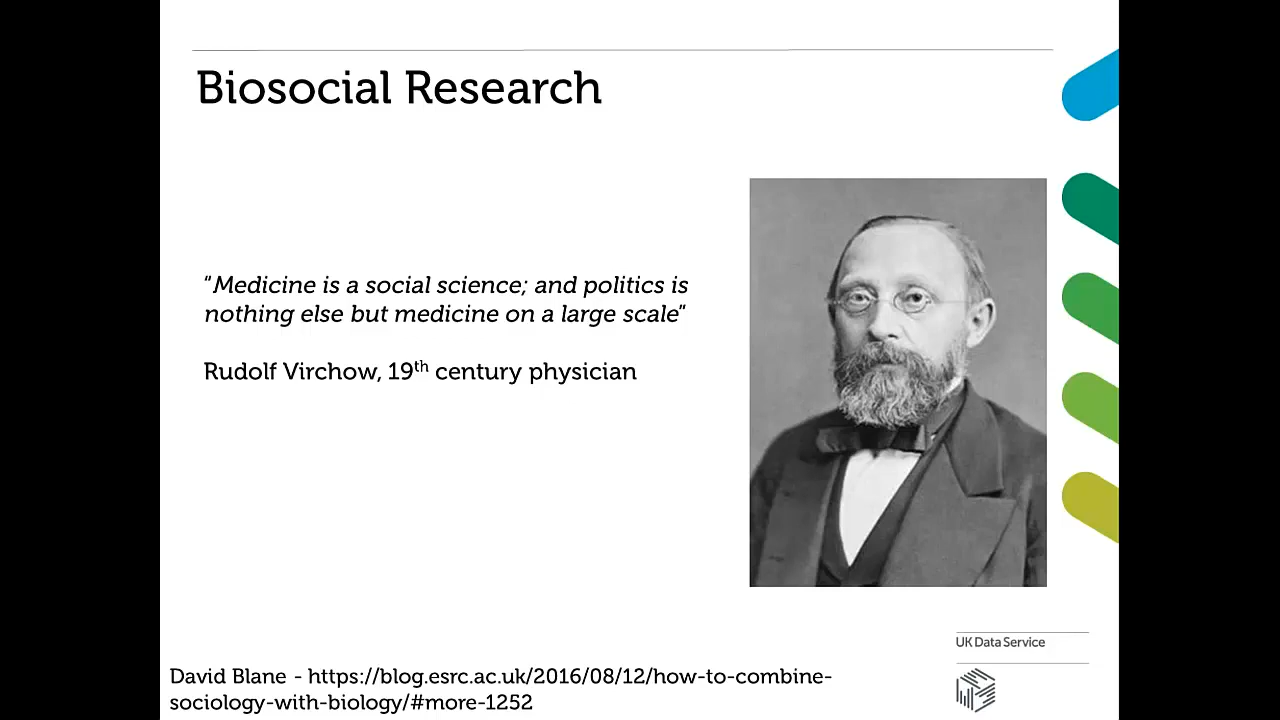 Biosocial Research
"Medicine is a social science; and politics is
nothing else but medicine on a large scale"
Rudolf Virchow, 19th century physician
UK Data Service
David Blane - https://blog.esrc.ac.uk/2016/08/12/how-to-combine-
sociology-with-biology/#more-1252